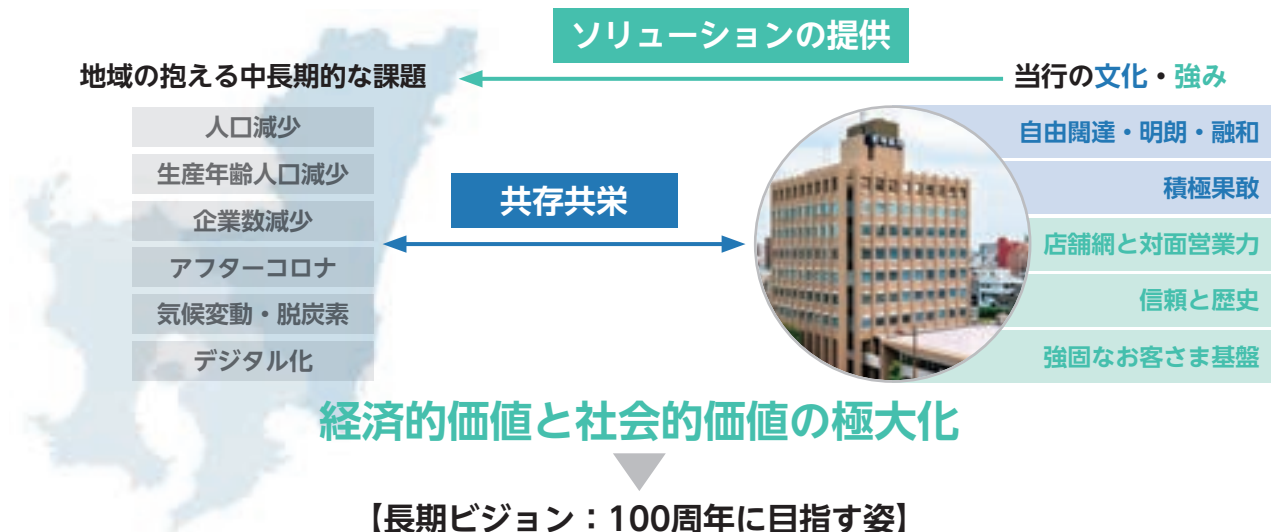 ソリューションの提供
地域の抱える中長期的な課題
当行の文化・強み
人口減少
生産年齢人口減少
企業数減少
アフターコロナ
気候変動・脱炭素
デジタル化
共存共栄
自由闊達・明朗・融和
積極果敢
店舗網と対面営業力
信頼と歴史
強固なお客さま基盤
経済的価値と社会的価値の極大化
【長期ビジョン：100周年に目指す姿】